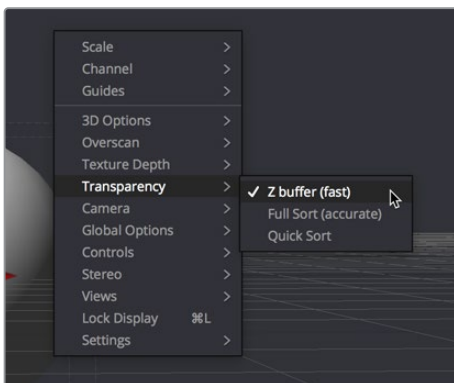 Scale
Channel
Guides
3D Options
Overscan
Texture Depth
Transparency
Camera
Global Options
Controls
Stereo
Views
Lock Display ⌘L
Settings
Z buffer (fast)
Full Sort (accurate)
Quick Sort